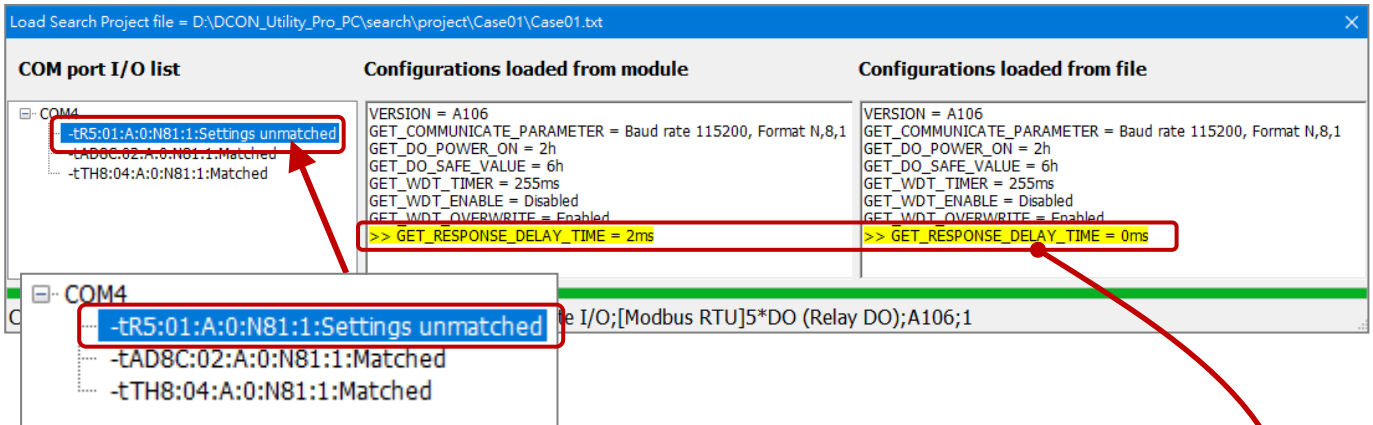 Load Search Project file = D:\DCON_Utility_Pro_PC\search\project\Case01\Case01.txt
COM port I/O list
Configurations loaded from module
Configurations loaded from file
COM4
-tR5:01:A:0:N81:1:Settings unmatched
-tAD8C:02:A:0:N81:1:Matched
-tTH8:04:A:0:N81:1:Matched
VERSION = A106
GET_COMMUNICATE_PARAMETER = Baud rate 115200, Format N,8,1
GET_DO_POWER_ON = 2h
GET_DO_SAFE_VALUE = 6h
GET_WDT_TIMER = 255ms
GET_WDT_ENABLE = Disabled
GET_WDT_OVERWRITE = Enabled
>> GET_RESPONSE_DELAY_TIME = 2ms
VERSION = A106
GET_COMMUNICATE_PARAMETER = Baud rate 115200, Format N,8,1
GET_DO_POWER_ON = 2h
GET_DO_SAFE_VALUE = 6h
GET_WDT_TIMER = 255ms
GET_WDT_ENABLE = Disabled
GET_WDT_OVERWRITE = Enabled
>> GET_RESPONSE_DELAY_TIME = 0ms
COM4
-tR5:01:A:0:N81:1:Settings unmatched
-tAD8C:02:A:0:N81:1:Matched
-tTH8:04:A:0:N81:1:Matched
I/O;[Modbus RTU]5*DO (Relay DO);A106;1